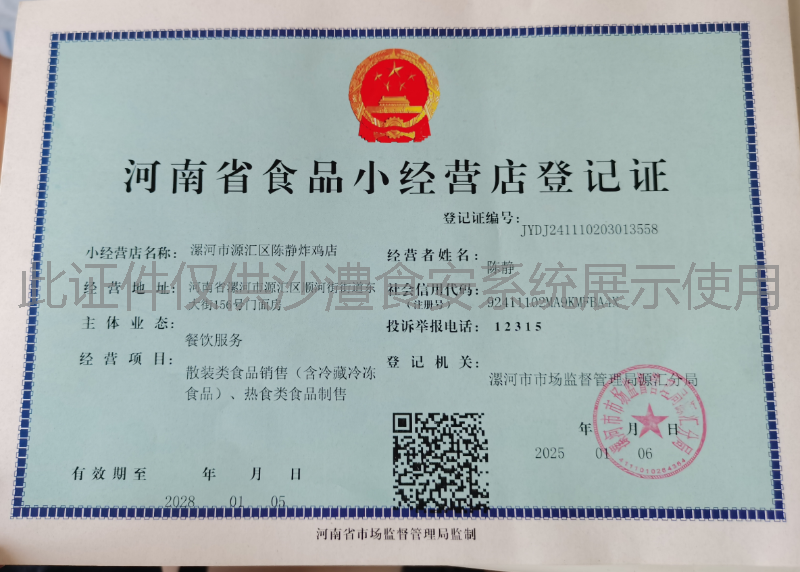 河南省食品小经营店登记证
登记证编号:
JYDJ241110203013558
小经营店名称: 漯河市源汇区陈静炸鸡店
经营者姓名: 陈静
经营地址: 河南省漯河市源汇区顺河街街道东
大街156号门面房
社会信用代码:
(注册号)
主体业态: 餐饮服务
投诉举报电话: 12315
经营项目: 散装类食品销售（含冷藏冷冻
食品）、热食类食品制售
登记机关: 漯河市市场监督管理局源汇分局
年 月 日
2025 01 06
有效期至 年 月 日
2028 01 05
河南省市场监督管理局监制
此证件仅供沙澧食安系统展示使用